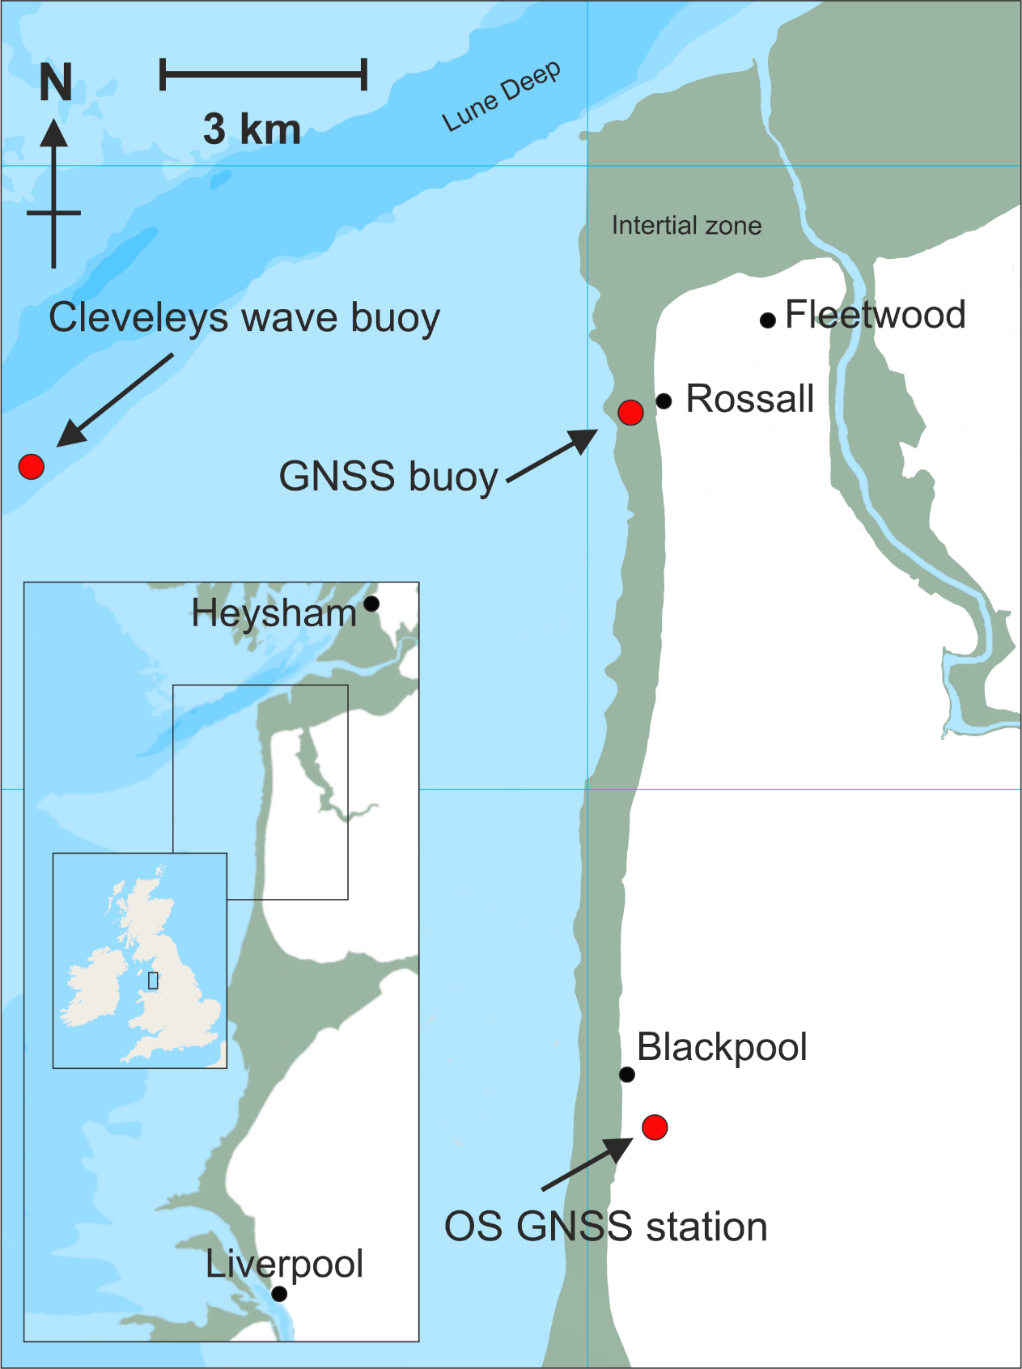 N
3 km
Lune Deep
Intertial zone
Cleveleys wave buoy
Fleetwood
Rossall
GNSS buoy
Heysham
Blackpool
OS GNSS station
Liverpool